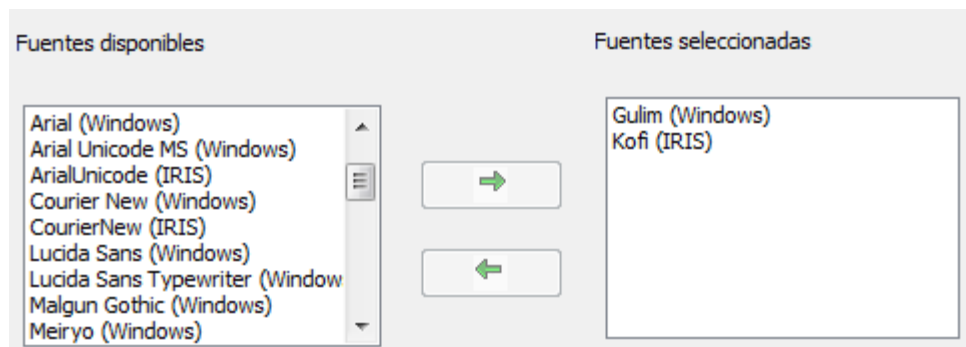 Fuentes disponibles
Arial (Windows)
Arial Unicode MS (Windows)
ArialUnicode (IRIS)
Courier New (Windows)
CourierNew (IRIS)
Lucida Sans (Windows)
Lucida Sans Typewriter (Window
Malgun Gothic (Windows)
Meiryo (Windows)
Fuentes seleccionadas
Gulim (Windows)
Kofi (IRIS)